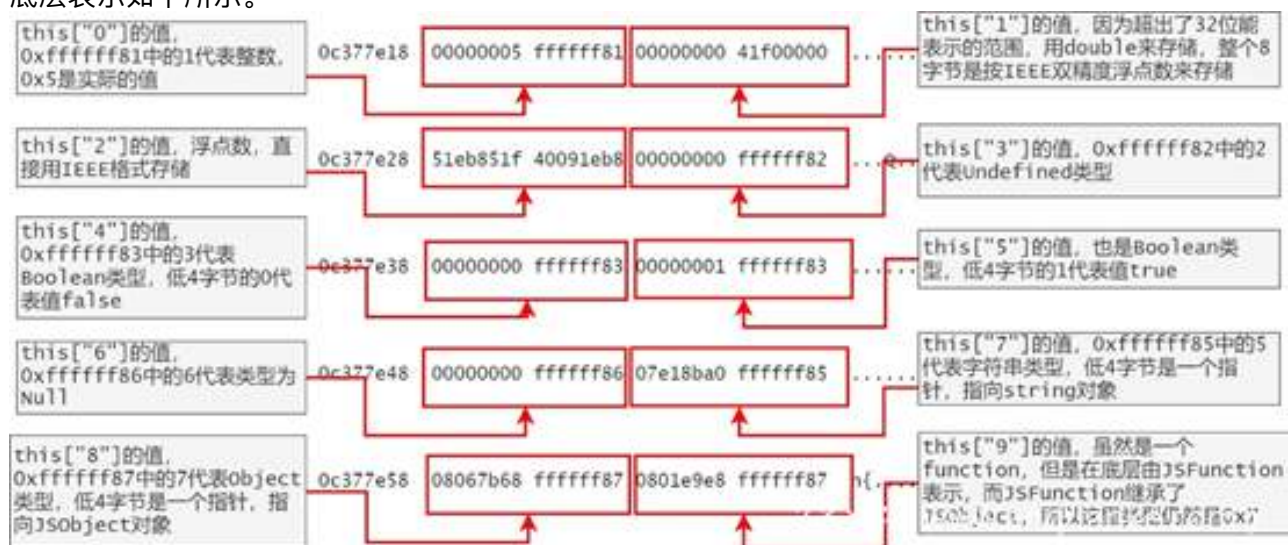 底层表示如下所示。
this["0"]的值,
0xffffff81中的1代表整数,
0x5是实际的值
0c377e18 00000005 ffffff81 00000000 41f00000 ......
this["1"]的值, 因为超出了32位能
表示的范围, 用double来存储, 整个8
字节是按IEEE双精度浮点数来存储
this["2"]的值, 浮点数, 直
接用IEEE格式存储
0c377e28 51eb851f 40091eb8 00000000 ffffff82 ...Q..
this["3"]的值, 0xffffff82中的2
代表Undefined类型
this["4"]的值,
0xffffff83中的3代表
Boolean类型, 低4字节的0代
表值false
0c377e38 00000000 ffffff83 00000001 ffffff83 ......
this["5"]的值, 也是Boolean类
型, 低4字节的1代表值true
this["6"]的值,
0xffffff86中的6代表类型为
Null
0c377e48 00000000 ffffff86 07e18ba0 ffffff85 ......
this["7"]的值, 0xffffff85中的5
代表字符串类型, 低4字节是一个指
针, 指向string对象
this["8"]的值,
0xffffff87中的7代表Object
类型, 低4字节是一个指针, 指
向JSObject对象
0c377e58 08067b68 ffffff87 0801e9e8 ffffff87 h{....
this["9"]的值, 虽然是一个
function, 但是在底层由JSFunction
表示, 而JSFunction继承了
JSObject, 所以这里类型仍然是0x7